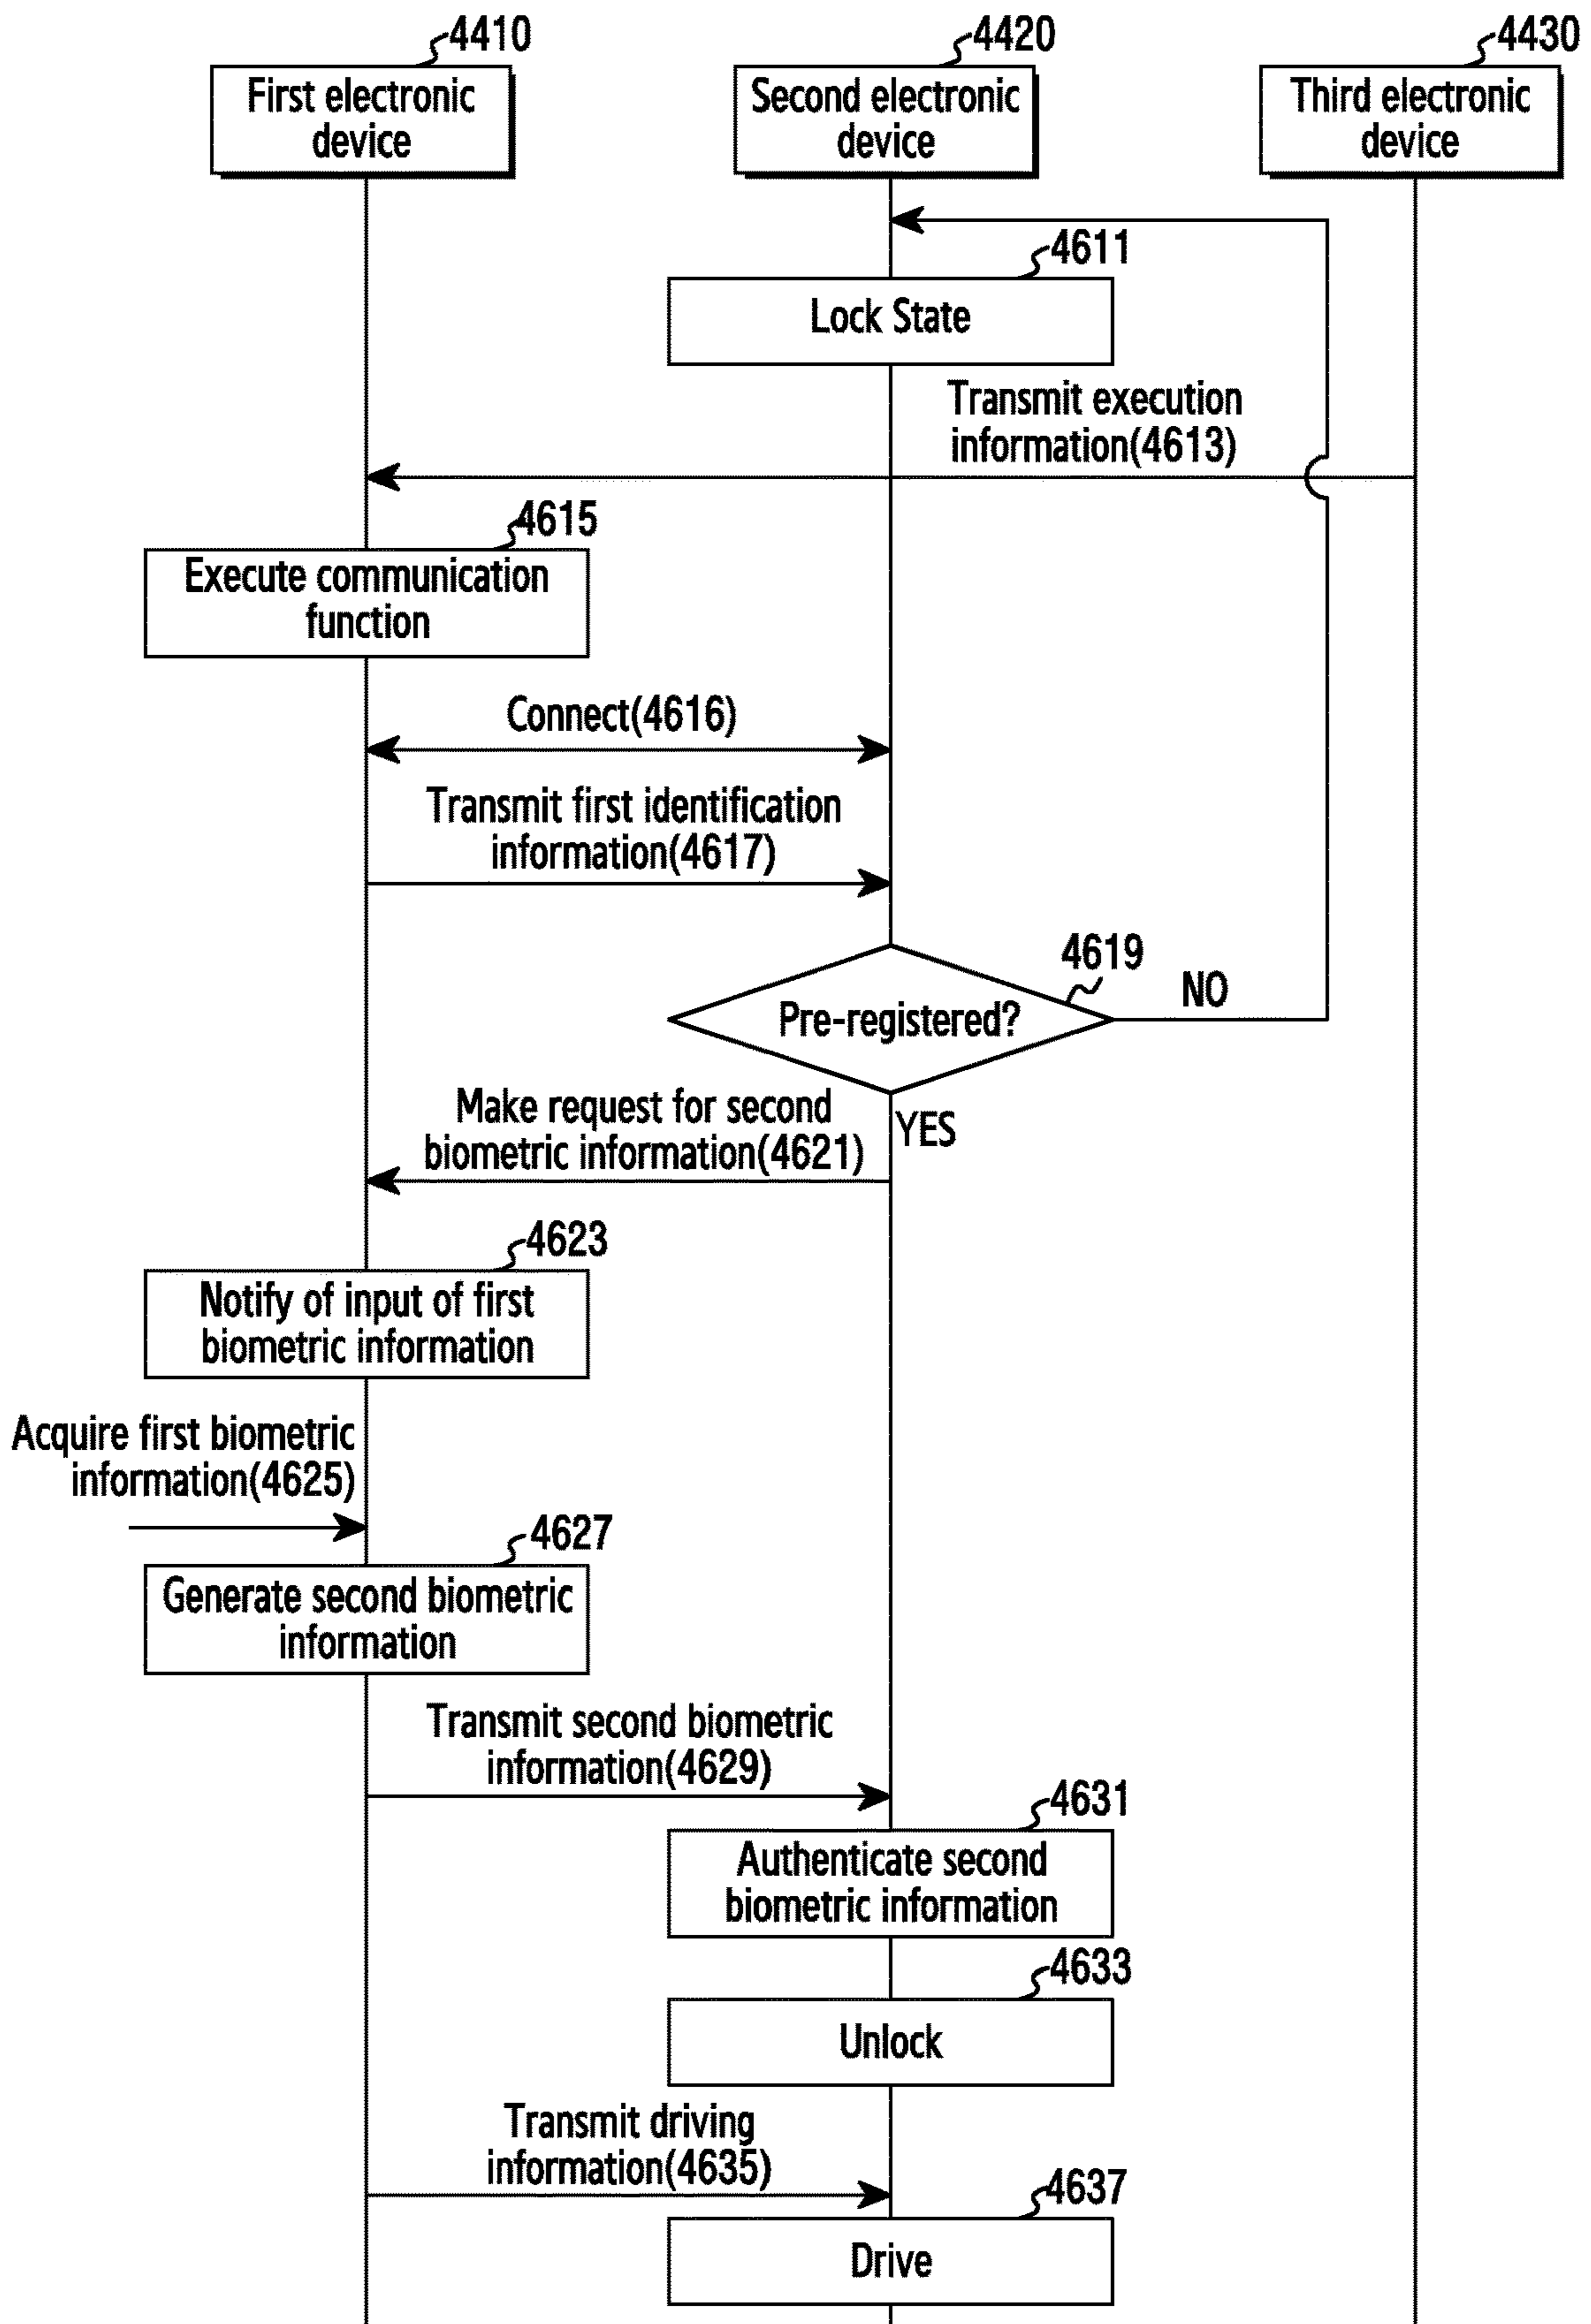 4410
4420
4430
First electronic
device
Second electronic
device
Third electronic
device
4611
Lock State
Transmit execution
information(4613)
4615
Execute communication
function
Connect(4616)
Transmit first identification
information(4617)
4619
Pre-registered?
NO
YES
Make request for second
biometric information(4621)
4623
Notify of input of first
biometric information
Acquire first biometric
information(4625)
4627
Generate second biometric
information
Transmit second biometric
information(4629)
4631
Authenticate second
biometric information
4633
Unlock
Transmit driving
information(4635)
4637
Drive